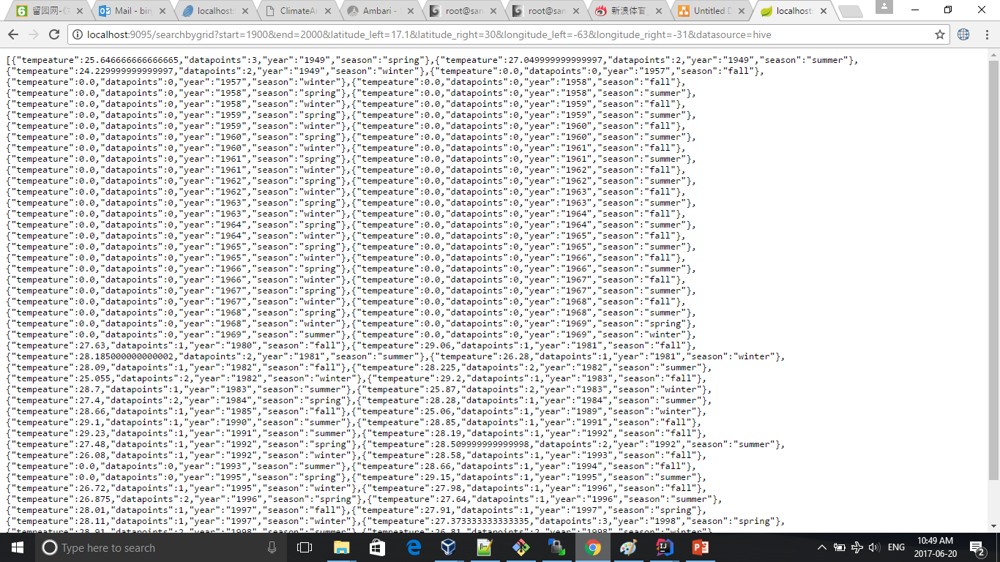 留园网-
Mail - bin
localhost:
ClimateAr
Ambari -
root@san
root@san
新浪体育_
Untitled D
localhost:
localhost:9095/searchbygrid?start=1900&end=2000&latitude_left=17.1&latitude_right=30&longitude_left=-63&longitude_right=-31&datasource=hive
[{"tempeature":25.646666666666665,"datapoints":3,"year":"1949","season":"spring"},{"tempeature":27.049999999999997,"datapoints":2,"year":"1949","season":"summer"},
{"tempeature":24.229999999999997,"datapoints":2,"year":"1949","season":"winter"},{"tempeature":0.0,"datapoints":0,"year":"1957","season":"fall"},
{"tempeature":0.0,"datapoints":0,"year":"1957","season":"winter"},{"tempeature":0.0,"datapoints":0,"year":"1958","season":"fall"},
{"tempeature":0.0,"datapoints":0,"year":"1958","season":"spring"},{"tempeature":0.0,"datapoints":0,"year":"1958","season":"summer"},
{"tempeature":0.0,"datapoints":0,"year":"1958","season":"winter"},{"tempeature":0.0,"datapoints":0,"year":"1959","season":"fall"},
{"tempeature":0.0,"datapoints":0,"year":"1959","season":"spring"},{"tempeature":0.0,"datapoints":0,"year":"1959","season":"summer"},
{"tempeature":0.0,"datapoints":0,"year":"1959","season":"winter"},{"tempeature":0.0,"datapoints":0,"year":"1960","season":"fall"},
{"tempeature":0.0,"datapoints":0,"year":"1960","season":"spring"},{"tempeature":0.0,"datapoints":0,"year":"1960","season":"summer"},
{"tempeature":0.0,"datapoints":0,"year":"1960","season":"winter"},{"tempeature":0.0,"datapoints":0,"year":"1961","season":"fall"},
{"tempeature":0.0,"datapoints":0,"year":"1961","season":"spring"},{"tempeature":0.0,"datapoints":0,"year":"1961","season":"summer"},
{"tempeature":0.0,"datapoints":0,"year":"1961","season":"winter"},{"tempeature":0.0,"datapoints":0,"year":"1962","season":"fall"},
{"tempeature":0.0,"datapoints":0,"year":"1962","season":"spring"},{"tempeature":0.0,"datapoints":0,"year":"1962","season":"summer"},
{"tempeature":0.0,"datapoints":0,"year":"1962","season":"winter"},{"tempeature":0.0,"datapoints":0,"year":"1963","season":"fall"},
{"tempeature":0.0,"datapoints":0,"year":"1963","season":"spring"},{"tempeature":0.0,"datapoints":0,"year":"1963","season":"summer"},
{"tempeature":0.0,"datapoints":0,"year":"1963","season":"winter"},{"tempeature":0.0,"datapoints":0,"year":"1964","season":"fall"},
{"tempeature":0.0,"datapoints":0,"year":"1964","season":"spring"},{"tempeature":0.0,"datapoints":0,"year":"1964","season":"summer"},
{"tempeature":0.0,"datapoints":0,"year":"1964","season":"winter"},{"tempeature":0.0,"datapoints":0,"year":"1965","season":"fall"},
{"tempeature":0.0,"datapoints":0,"year":"1965","season":"spring"},{"tempeature":0.0,"datapoints":0,"year":"1965","season":"summer"},
{"tempeature":0.0,"datapoints":0,"year":"1965","season":"winter"},{"tempeature":0.0,"datapoints":0,"year":"1966","season":"fall"},
{"tempeature":0.0,"datapoints":0,"year":"1966","season":"spring"},{"tempeature":0.0,"datapoints":0,"year":"1966","season":"summer"},
{"tempeature":0.0,"datapoints":0,"year":"1966","season":"winter"},{"tempeature":0.0,"datapoints":0,"year":"1967","season":"fall"},
{"tempeature":0.0,"datapoints":0,"year":"1967","season":"spring"},{"tempeature":0.0,"datapoints":0,"year":"1967","season":"summer"},
{"tempeature":0.0,"datapoints":0,"year":"1967","season":"winter"},{"tempeature":0.0,"datapoints":0,"year":"1968","season":"fall"},
{"tempeature":0.0,"datapoints":0,"year":"1968","season":"spring"},{"tempeature":0.0,"datapoints":0,"year":"1968","season":"summer"},
{"tempeature":0.0,"datapoints":0,"year":"1968","season":"winter"},{"tempeature":0.0,"datapoints":0,"year":"1969","season":"spring"},
{"tempeature":0.0,"datapoints":0,"year":"1969","season":"summer"},{"tempeature":0.0,"datapoints":0,"year":"1969","season":"winter"},
{"tempeature":27.63,"datapoints":1,"year":"1980","season":"fall"},{"tempeature":29.06,"datapoints":1,"year":"1981","season":"fall"},
{"tempeature":28.185000000000002,"datapoints":2,"year":"1981","season":"summer"},{"tempeature":26.28,"datapoints":1,"year":"1981","season":"winter"},
{"tempeature":28.09,"datapoints":1,"year":"1982","season":"fall"},{"tempeature":28.225,"datapoints":2,"year":"1982","season":"summer"},
{"tempeature":25.055,"datapoints":2,"year":"1982","season":"winter"},{"tempeature":29.2,"datapoints":1,"year":"1983","season":"fall"},
{"tempeature":28.7,"datapoints":1,"year":"1983","season":"summer"},{"tempeature":25.87,"datapoints":2,"year":"1983","season":"winter"},
{"tempeature":27.4,"datapoints":2,"year":"1984","season":"spring"},{"tempeature":28.28,"datapoints":1,"year":"1984","season":"summer"},
{"tempeature":28.66,"datapoints":1,"year":"1985","season":"fall"},{"tempeature":25.06,"datapoints":1,"year":"1989","season":"winter"},
{"tempeature":29.1,"datapoints":1,"year":"1990","season":"summer"},{"tempeature":28.85,"datapoints":1,"year":"1991","season":"fall"},
{"tempeature":29.23,"datapoints":1,"year":"1991","season":"summer"},{"tempeature":28.19,"datapoints":1,"year":"1992","season":"fall"},
{"tempeature":27.48,"datapoints":1,"year":"1992","season":"spring"},{"tempeature":28.509999999999998,"datapoints":2,"year":"1992","season":"summer"},
{"tempeature":26.08,"datapoints":1,"year":"1992","season":"winter"},{"tempeature":28.58,"datapoints":1,"year":"1993","season":"fall"},
{"tempeature":0.0,"datapoints":0,"year":"1993","season":"summer"},{"tempeature":28.66,"datapoints":1,"year":"1994","season":"fall"},
{"tempeature":0.0,"datapoints":0,"year":"1995","season":"spring"},{"tempeature":29.15,"datapoints":1,"year":"1995","season":"summer"},
{"tempeature":26.72,"datapoints":1,"year":"1995","season":"winter"},{"tempeature":27.98,"datapoints":1,"year":"1996","season":"fall"},
{"tempeature":26.875,"datapoints":2,"year":"1996","season":"spring"},{"tempeature":27.64,"datapoints":1,"year":"1996","season":"summer"},
{"tempeature":28.01,"datapoints":1,"year":"1997","season":"fall"},{"tempeature":27.91,"datapoints":1,"year":"1997","season":"spring"},
{"tempeature":28.11,"datapoints":1,"year":"1997","season":"winter"},{"tempeature":27.373333333333335,"datapoints":3,"year":"1998","season":"spring"},
Type here to search
ENG
10:49 AM
2017-06-20
2